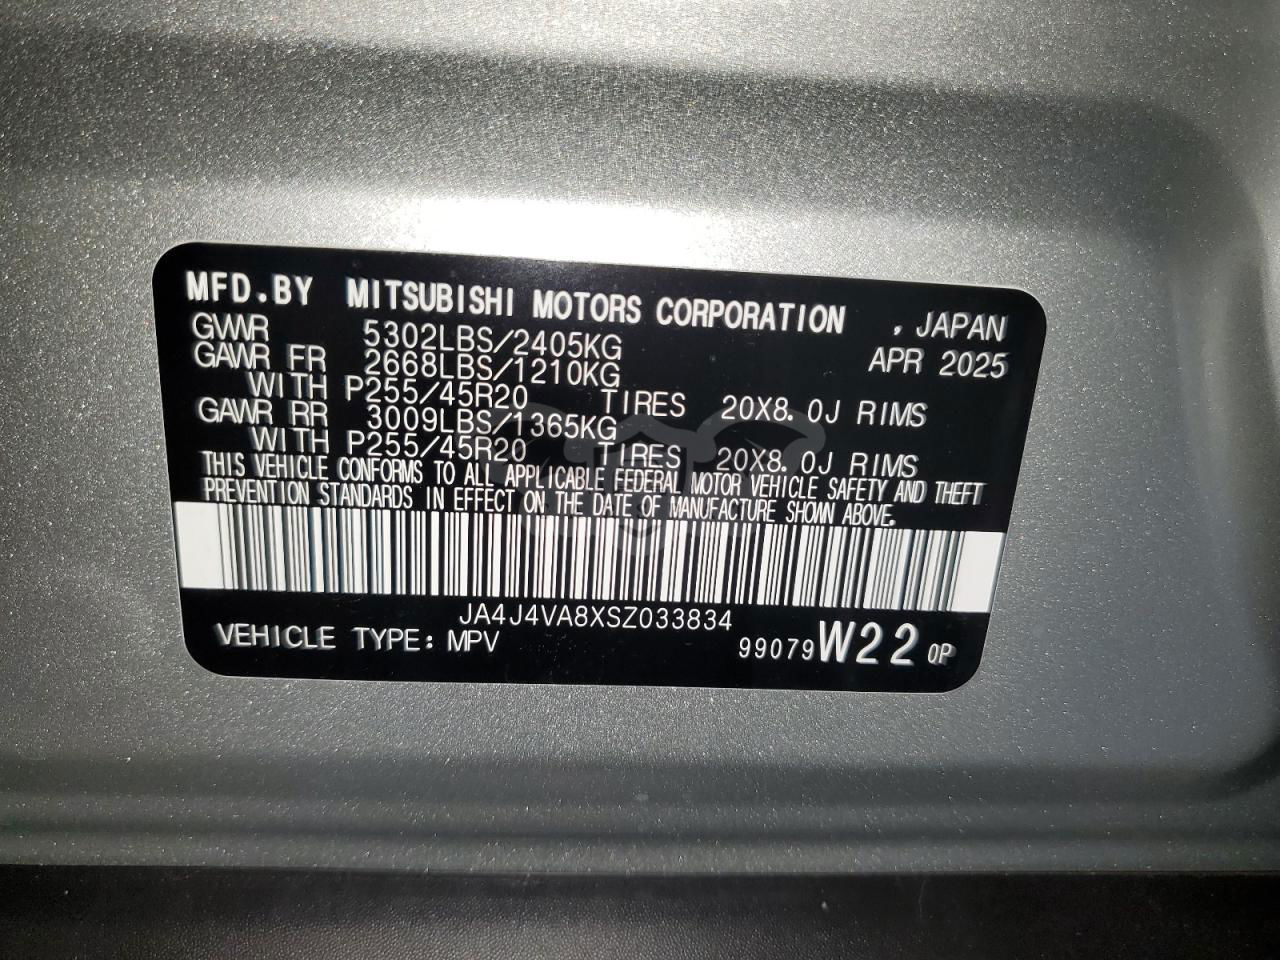 MFD.BY MITSUBISHI MOTORS CORPORATION , JAPAN
GVWR 5302LBS/2405KG APR 2025
GAWR FR 2668LBS/1210KG
WITH P255/45R20 TIRES 20X8.0J RIMS
GAWR RR 3009LBS/1365KG
WITH P255/45R20 TIRES 20X8.0J RIMS
THIS VEHICLE CONFORMS TO ALL APPLICABLE FEDERAL MOTOR VEHICLE SAFETY AND THEFT
PREVENTION STANDARDS IN EFFECT ON THE DATE OF MANUFACTURE SHOWN ABOVE.
JA4J4VA8XSZ033834
VEHICLE TYPE: MPV 99079 W22 0P